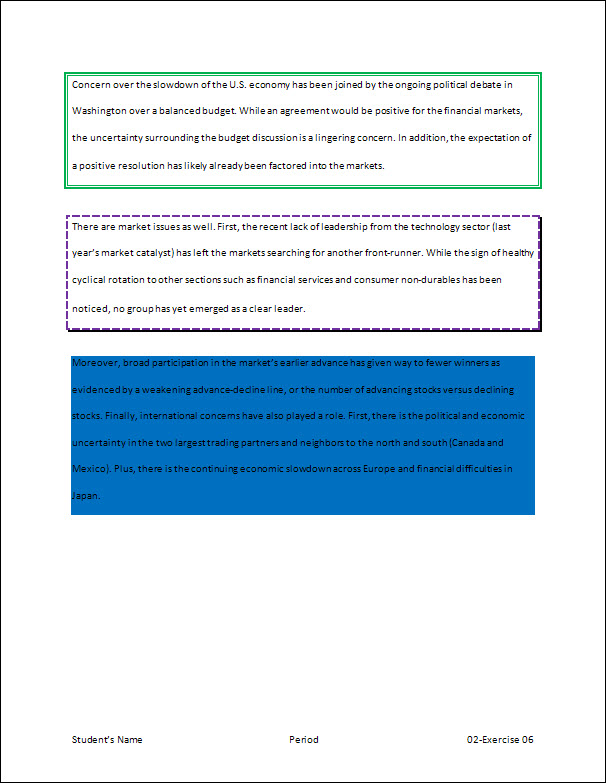 Concern over the slowdown of the U.S. economy has been joined by the ongoing political debate in
Washington over a balanced budget. While an agreement would be positive for the financial markets,
the uncertainty surrounding the budget discussion is a lingering concern. In addition, the expectation of
a positive resolution has likely already been factored into the markets.
There are market issues as well. First, the recent lack of leadership from the technology sector (last
year's market catalyst) has left the markets searching for another front-runner. While the sign of healthy
cyclical rotation to other sections such as financial services and consumer non-durables has been
noticed, no group has yet emerged as a clear leader.
Moreover, broad participation in the market's earlier advance has given way to fewer winners as
evidenced by a weakening advance-decline line, or the number of advancing stocks versus declining
stocks. Finally, international concerns have also played a role. First, there is the political and economic
uncertainty in the two largest trading partners and neighbors to the north and south (Canada and
Mexico). Plus, there is the continuing economic slowdown across Europe and financial difficulties in
Japan.
Student's Name Period 02-Exercise 06